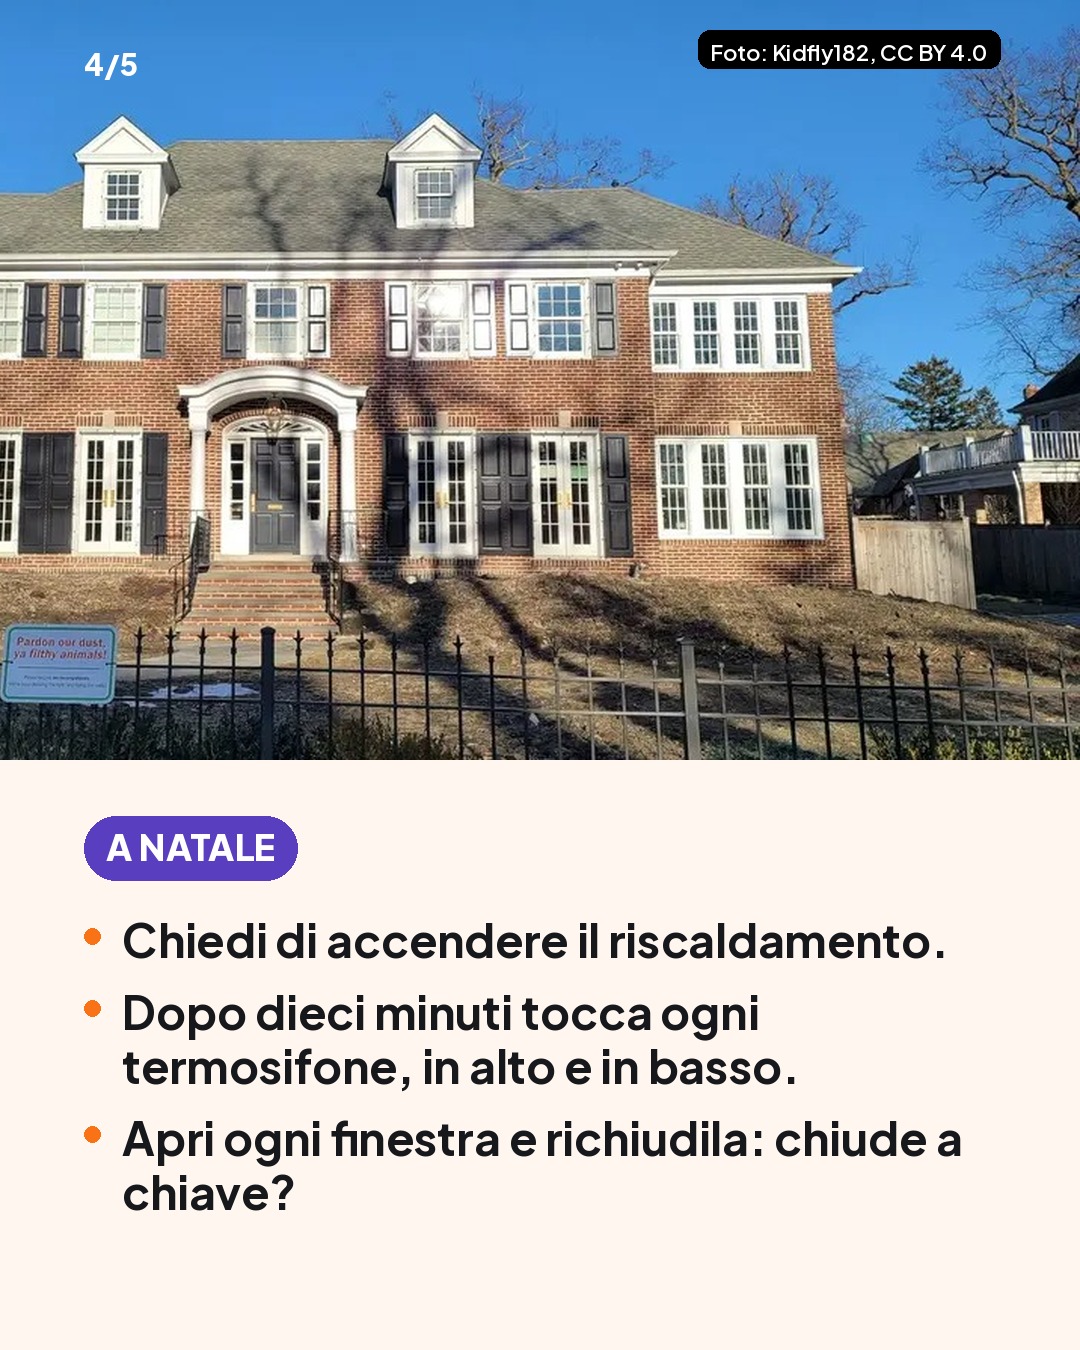 4/5
Foto: Kidfly182, CC BY 4.0
Pardon our dust,
ya filthy animals!
A NATALE
Chiedi di accendere il riscaldamento.
Dopo dieci minuti tocca ogni
termosifone, in alto e in basso.
Apri ogni finestra e richiudila: chiude a
chiave?